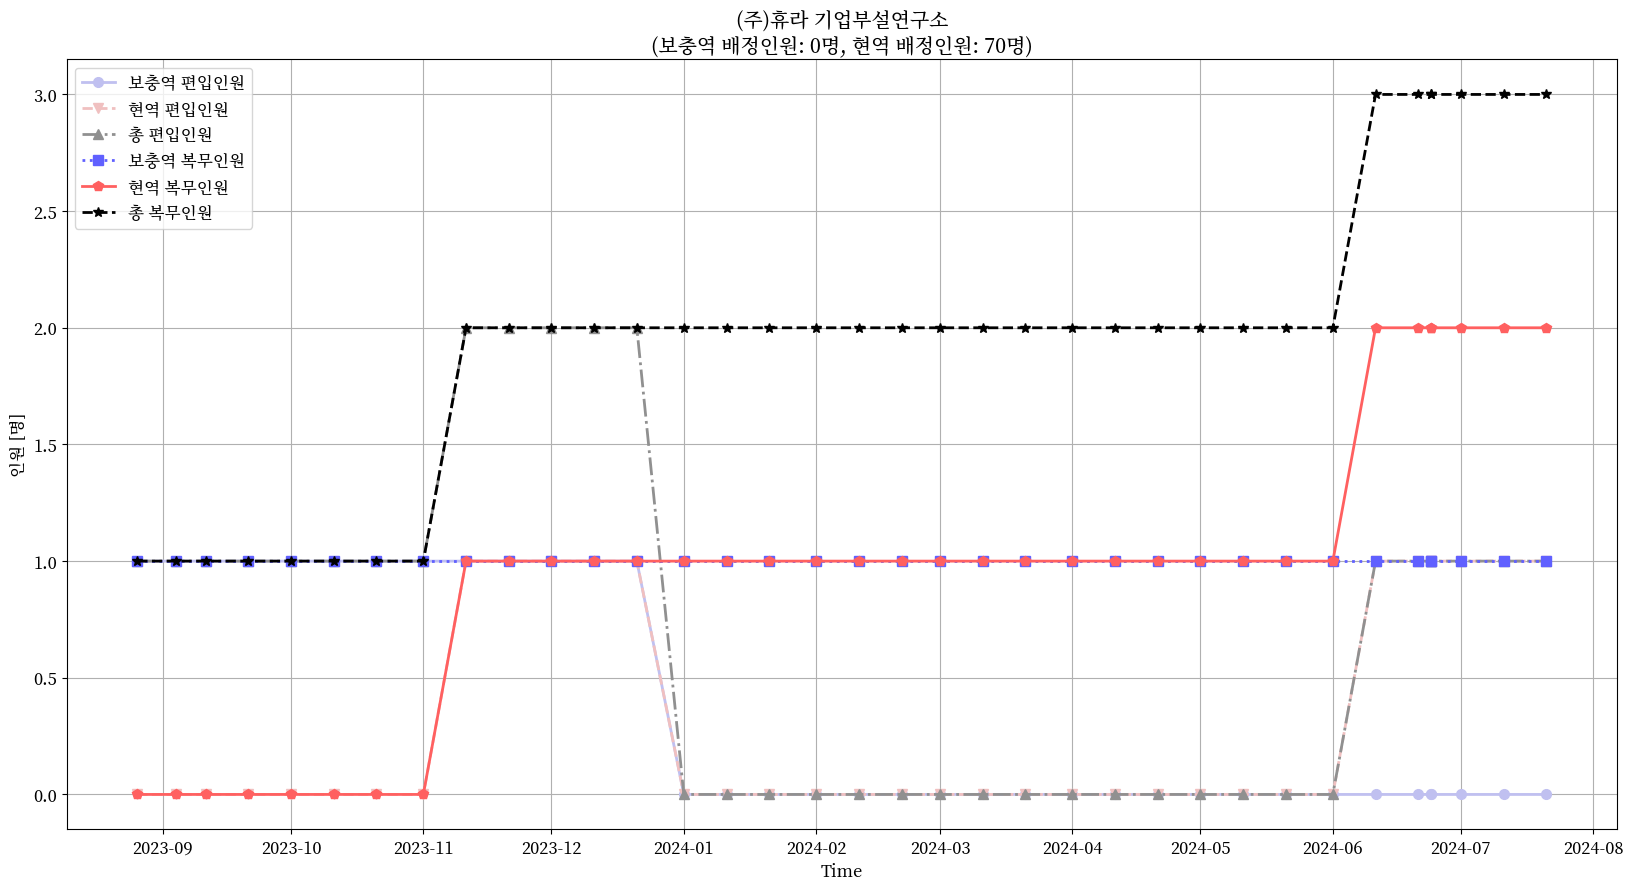 (주)휴라 기업부설연구소
(보충역 배정인원: 0명, 현역 배정인원: 70명)
보충역 편입인원
현역 편입인원
총 편입인원
보충역 복무인원
현역 복무인원
총 복무인원
인원 [명]
3.0
2.5
2.0
1.5
1.0
0.5
0.0
2023-09 2023-10 2023-11 2023-12 2024-01 2024-02 2024-03 2024-04 2024-05 2024-06 2024-07 2024-08
Time